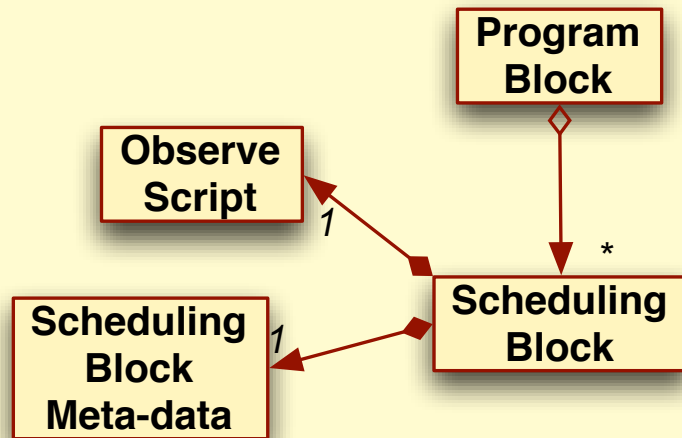 Program
Block
Observe
Script
1
*
Scheduling
Block
Scheduling
Block
Meta-data
1